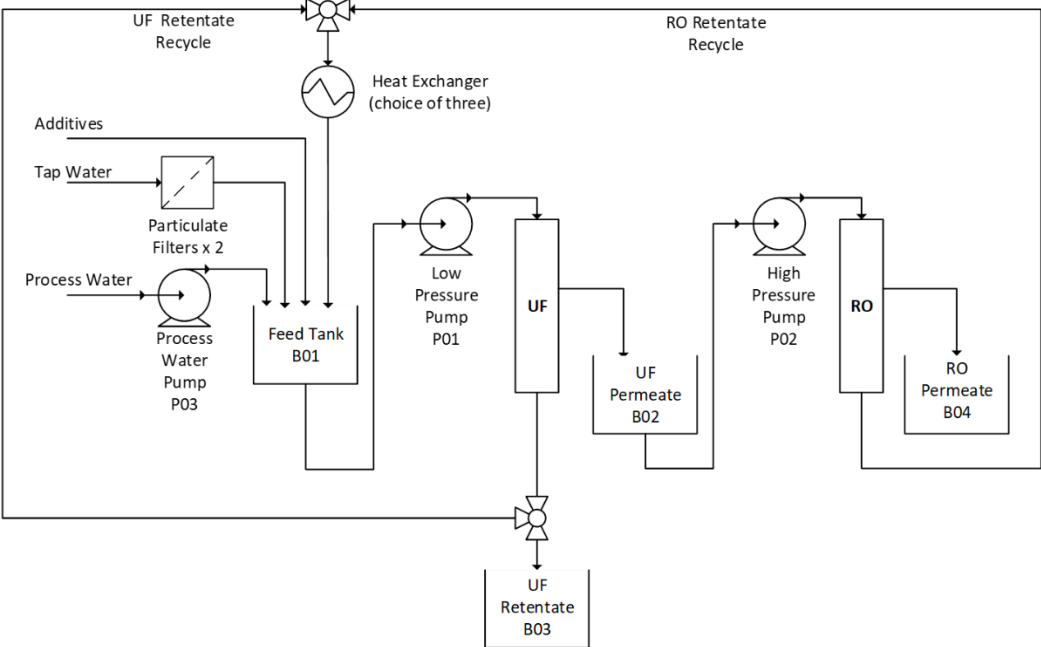 UF Retentate
Recycle
RO Retentate
Recycle
Heat Exchanger
(choice of three)
Additives
Tap Water
Particulate
Filters x 2
Process Water
Process
Water
Pump
P03
Feed Tank
B01
Low
Pressure
Pump
P01
UF
UF
Permeate
B02
High
Pressure
Pump
P02
RO
RO
Permeate
B04
UF
Retentate
B03